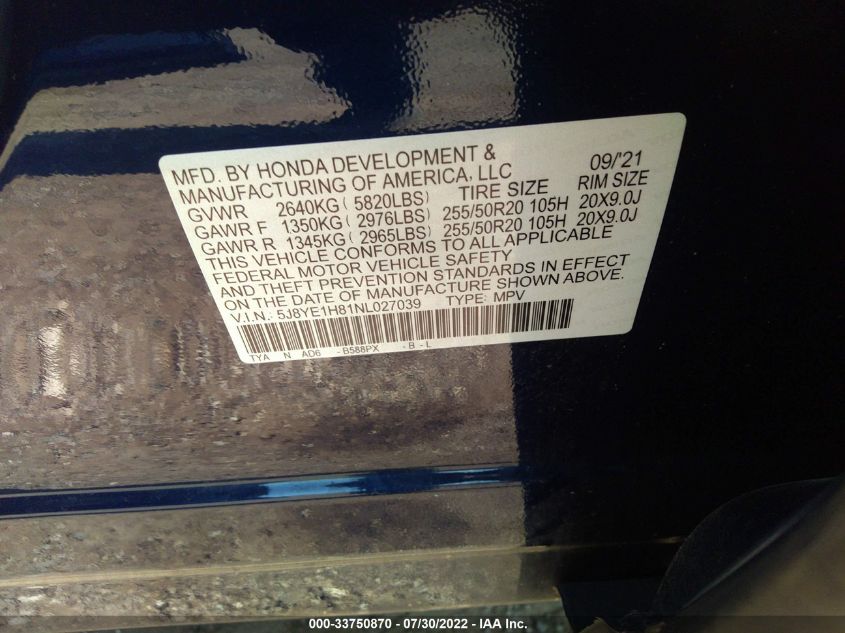 MFD. BY HONDA DEVELOPMENT & 09/'21
MANUFACTURING OF AMERICA, LLC
GVWR 2640KG ( 5820LBS) TIRE SIZE RIM SIZE
GAWR F 1350KG ( 2976LBS) 255/50R20 105H 20X9.0J
GAWR R 1345KG ( 2965LBS) 255/50R20 105H 20X9.0J
THIS VEHICLE CONFORMS TO ALL APPLICABLE
FEDERAL MOTOR VEHICLE SAFETY
AND THEFT PREVENTION STANDARDS IN EFFECT
ON THE DATE OF MANUFACTURE SHOWN ABOVE.
V.I.N.: 5J8YE1H81NL027039 TYPE: MPV
TYA N AD6 - B588PX - B - L
000-33750870 - 07/30/2022 - IAA Inc.